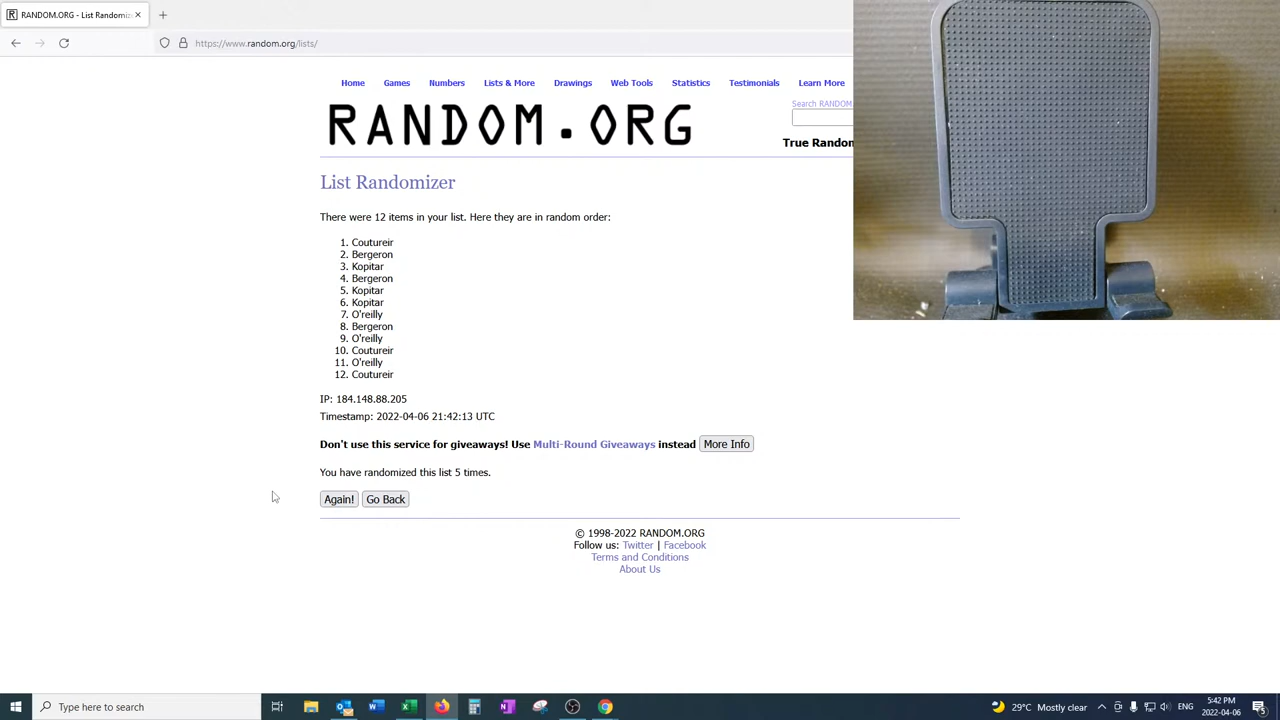 RANDOM.ORG - List Randomiz
https://www.random.org/lists/
Home Games Numbers Lists & More Drawings Web Tools Statistics Testimonials Learn More
Search RANDOM.
RANDOM.ORG
True Random
List Randomizer
There were 12 items in your list. Here they are in random order:
1. Coutureir
2. Bergeron
3. Kopitar
4. Bergeron
5. Kopitar
6. Kopitar
7. O'reilly
8. Bergeron
9. O'reilly
10. Coutureir
11. O'reilly
12. Coutureir
IP: 184.148.88.205
Timestamp: 2022-04-06 21:42:13 UTC
Don't use this service for giveaways! Use Multi-Round Giveaways instead More Info
You have randomized this list 5 times.
Again! Go Back
© 1998-2022 RANDOM.ORG
Follow us: Twitter | Facebook
Terms and Conditions
About Us
Type here to search
29°C Mostly clear
ENG
5:42 PM
2022-04-06
5